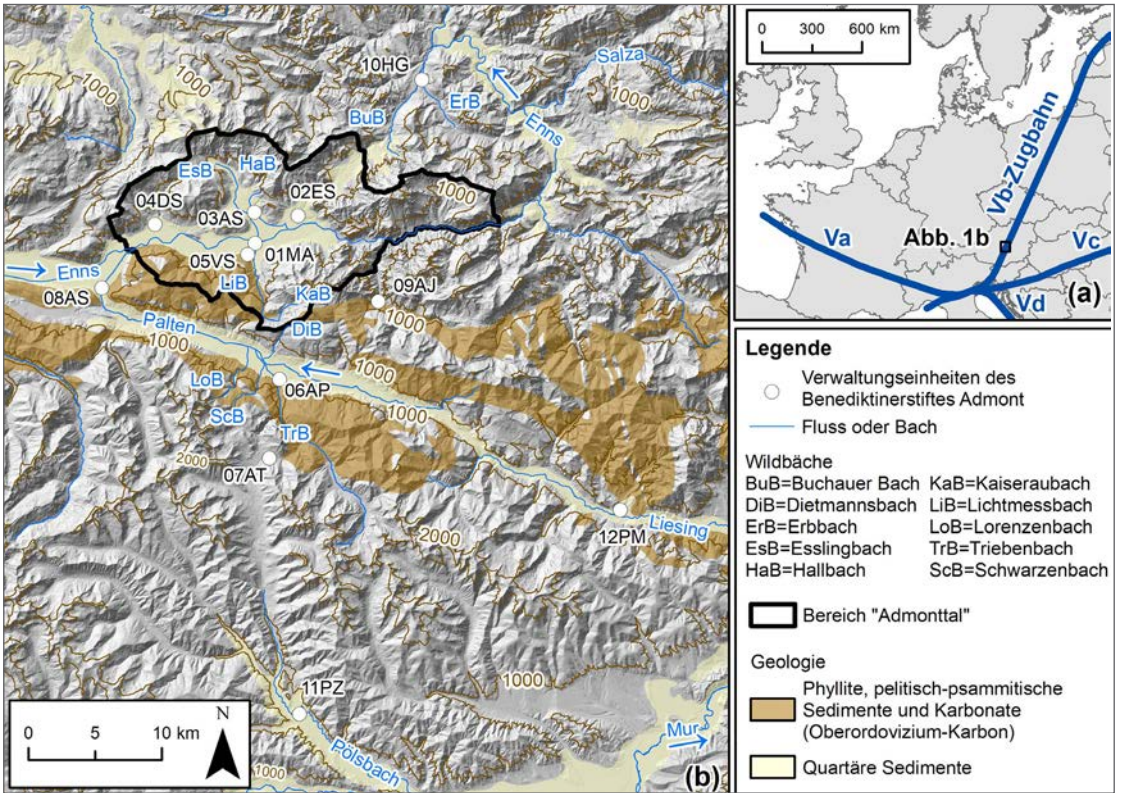 10HG
Salza
1000
1000
ErB
BuB
Enns
EsB
HaB
02ES
1000
04DS
03AS
01MA
05VS
Enns
LiB
KaB
09AJ
08AS
1000
DiB
Palten
1000
1000
LoB
06AP
1000
ScB
TrB
2000
07AT
2000
Liesing
12PM
1000
11PZ
Mur
Pölsbach
1000
N
0 5 10 km
(b)
0 300 600 km
Vb-Zugbahn
Va
Abb. 1b
Vc
Vd
(a)
Legende
Verwaltungseinheiten des
Benediktinerstiftes Admont
Fluss oder Bach
Wildbäche
BuB=Buchauer Bach KaB=Kaiseraubach
DiB=Dietmannsbach LiB=Lichtmessbach
ErB=Erbbach LoB=Lorenzenbach
EsB=Esslingbach TrB=Triebenbach
HaB=Hallbach ScB=Schwarzenbach
Bereich "Admonttal"
Geologie
Phyllite, pelitisch-psammitische
Sedimente und Karbonate
(Oberordovizium-Karbon)
Quartäre Sedimente